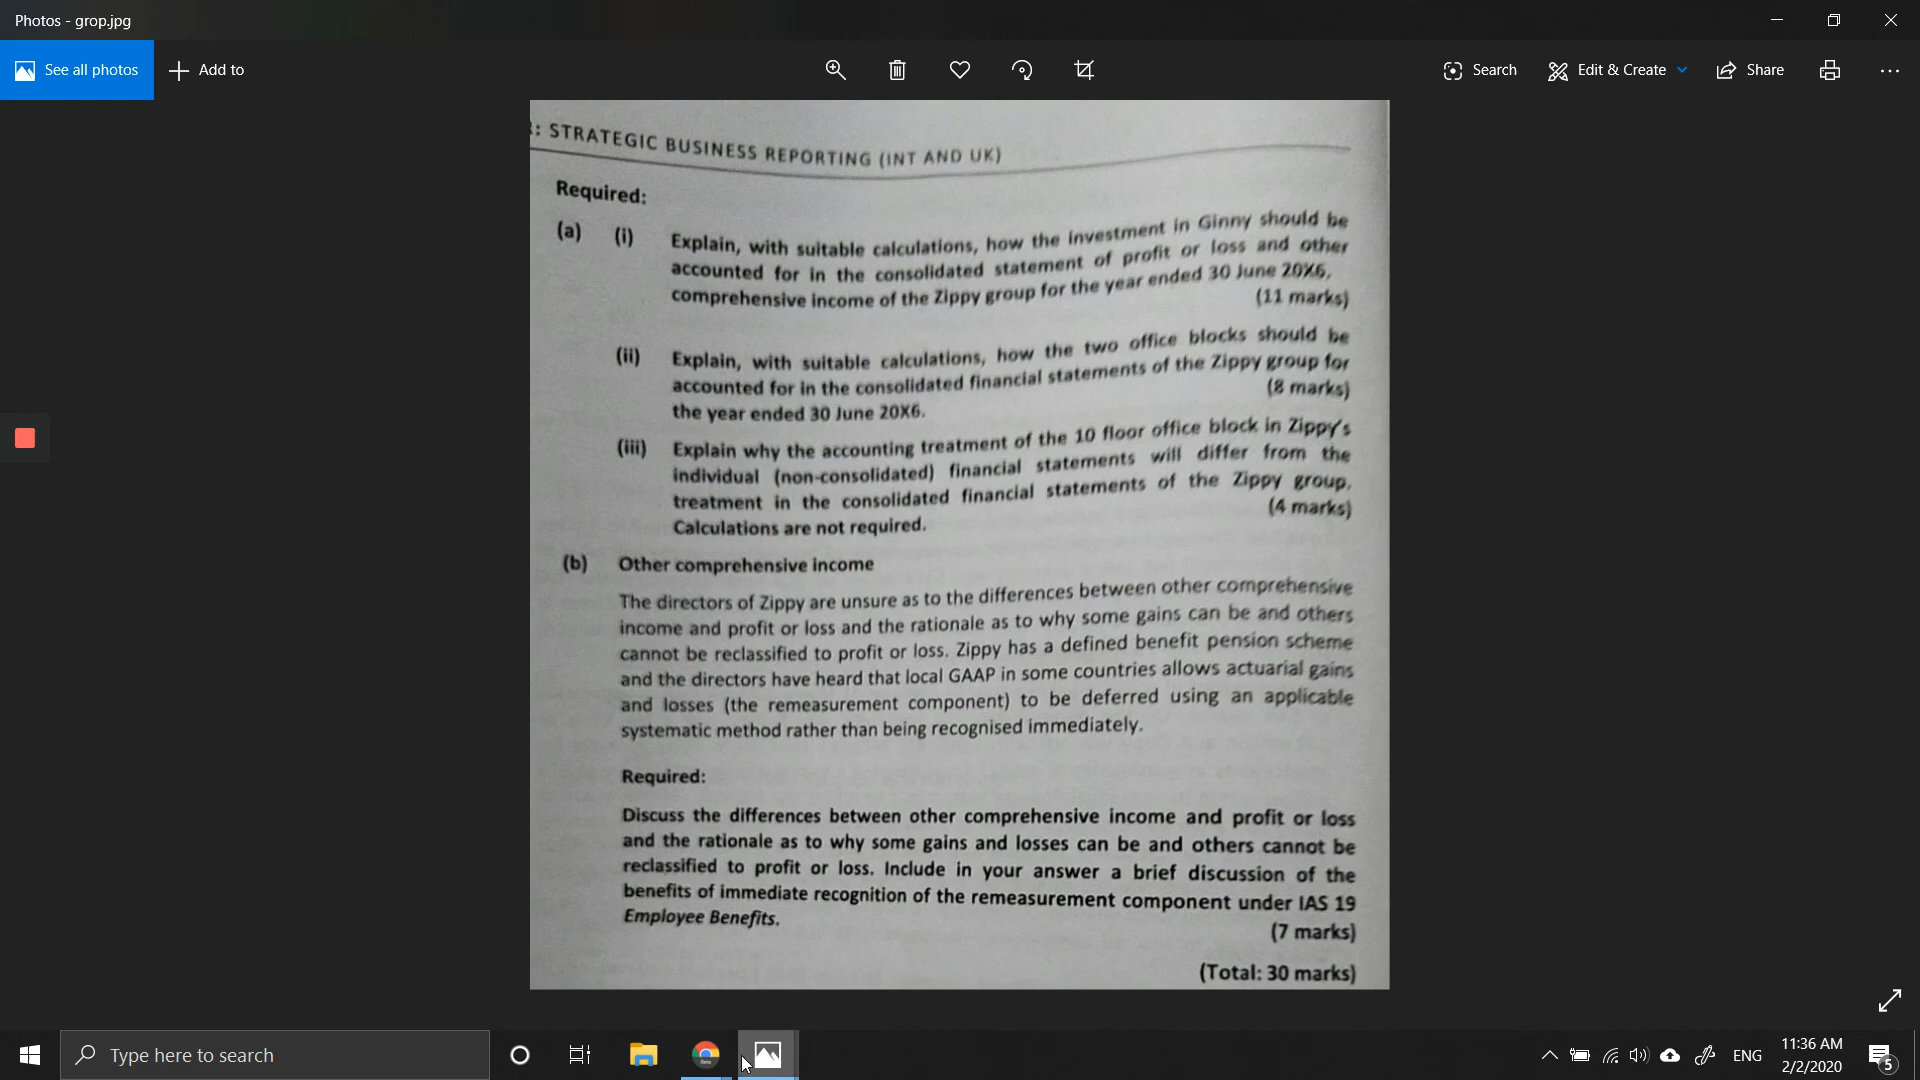 Photos - grop.jpg
See all photos
Add to
Search
Edit & Create
Share
: STRATEGIC BUSINESS REPORTING (INT AND UK)
Required:
(a) (i) Explain, with suitable calculations, how the investment in Ginny should be
accounted for in the consolidated statement of profit or loss and other
comprehensive income of the Zippy group for the year ended 30 June 20X6.
(11 marks)
(ii) Explain, with suitable calculations, how the two office blocks should be
accounted for in the consolidated financial statements of the Zippy group for
the year ended 30 June 20X6.
(8 marks)
(iii) Explain why the accounting treatment of the 10 floor office block in Zippy's
individual (non-consolidated) financial statements will differ from the
treatment in the consolidated financial statements of the Zippy group.
Calculations are not required.
(4 marks)
(b) Other comprehensive income
The directors of Zippy are unsure as to the differences between other comprehensive
income and profit or loss and the rationale as to why some gains can be and others
cannot be reclassified to profit or loss. Zippy has a defined benefit pension scheme
and the directors have heard that local GAAP in some countries allows actuarial gains
and losses (the remeasurement component) to be deferred using an applicable
systematic method rather than being recognised immediately.
Required:
Discuss the differences between other comprehensive income and profit or loss
and the rationale as to why some gains and losses can be and others cannot be
reclassified to profit or loss. Include in your answer a brief discussion of the
benefits of immediate recognition of the remeasurement component under IAS 19
Employee Benefits.
(7 marks)
(Total: 30 marks)
Type here to search
ENG
11:36 AM
2/2/2020
5